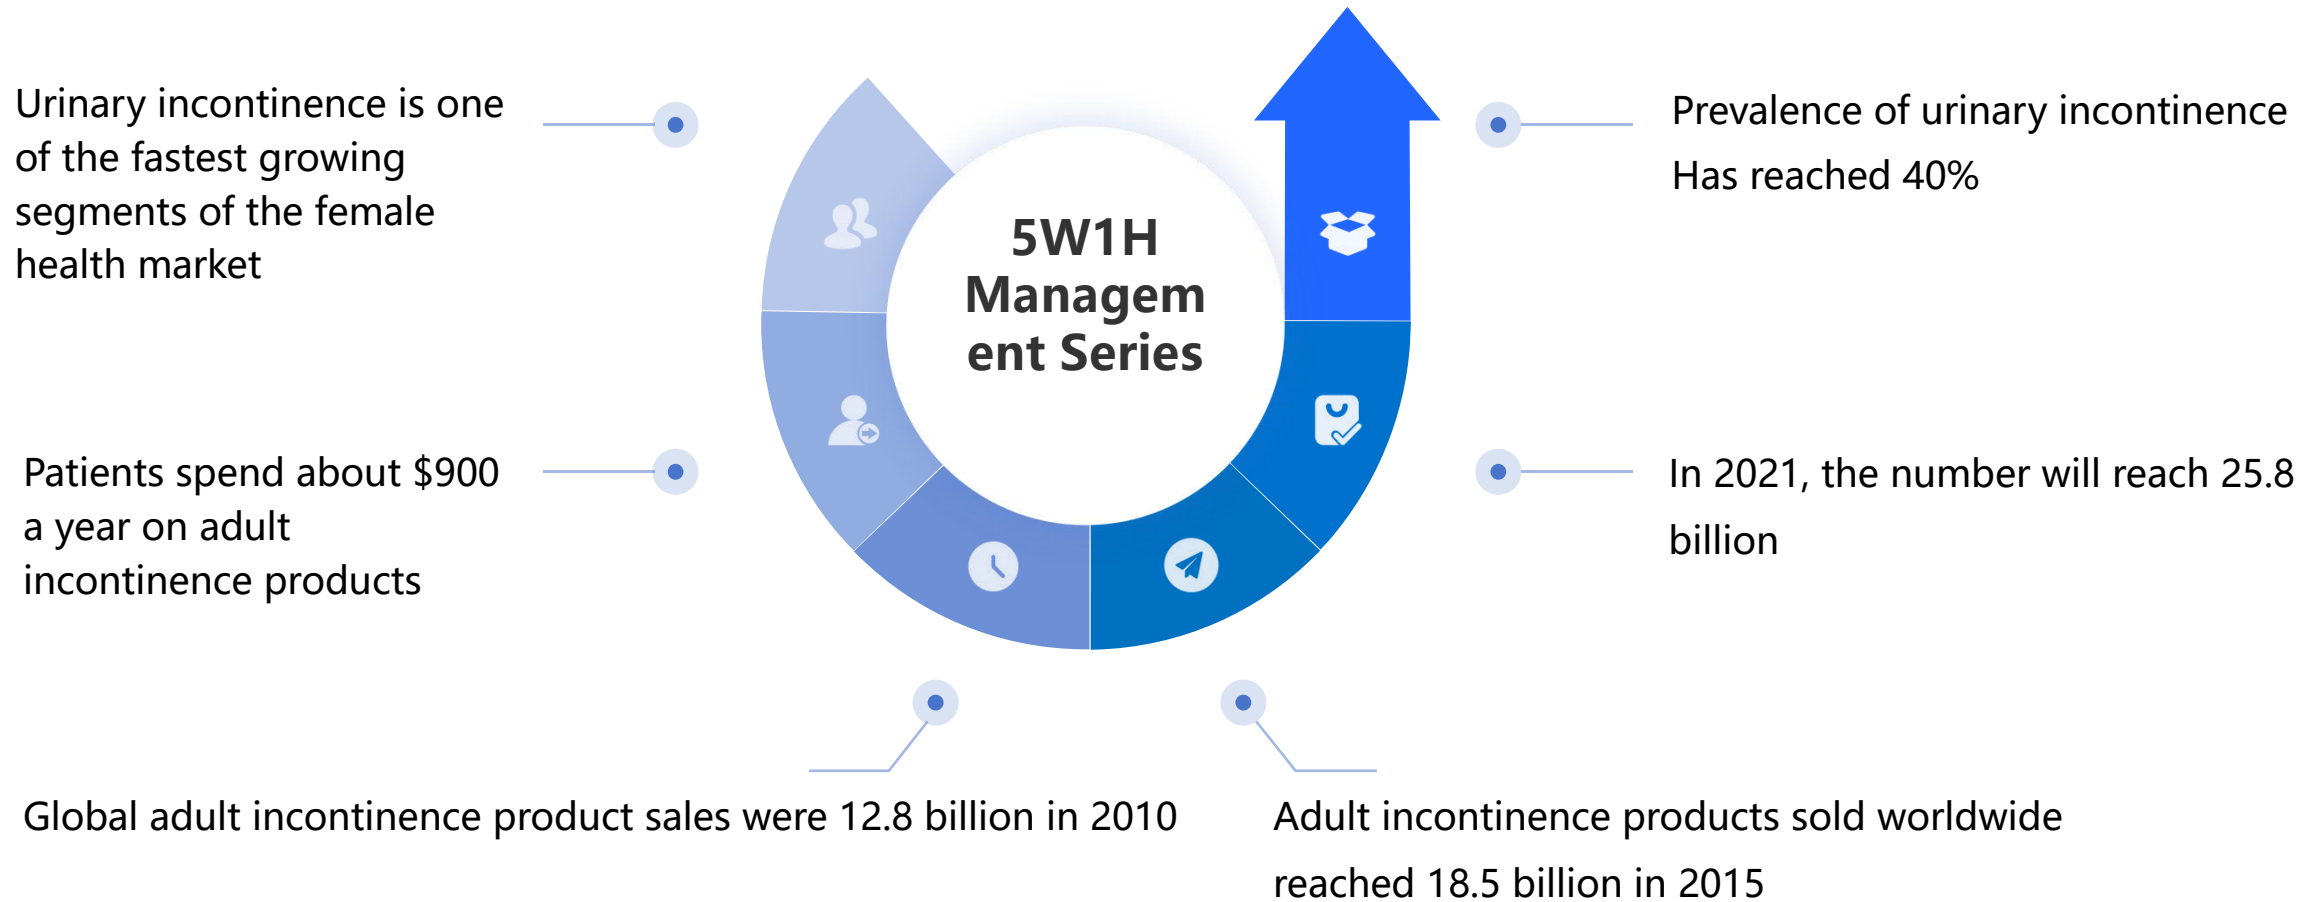 Urinary incontinence is one
of the fastest growing
segments of the female
health market
Patients spend about $900
a year on adult
incontinence products
Global adult incontinence product sales were 12.8 billion in 2010
5W1H
Managem
ent Series
Adult incontinence products sold worldwide
reached 18.5 billion in 2015
In 2021, the number will reach 25.8
billion
Prevalence of urinary incontinence
Has reached 40%